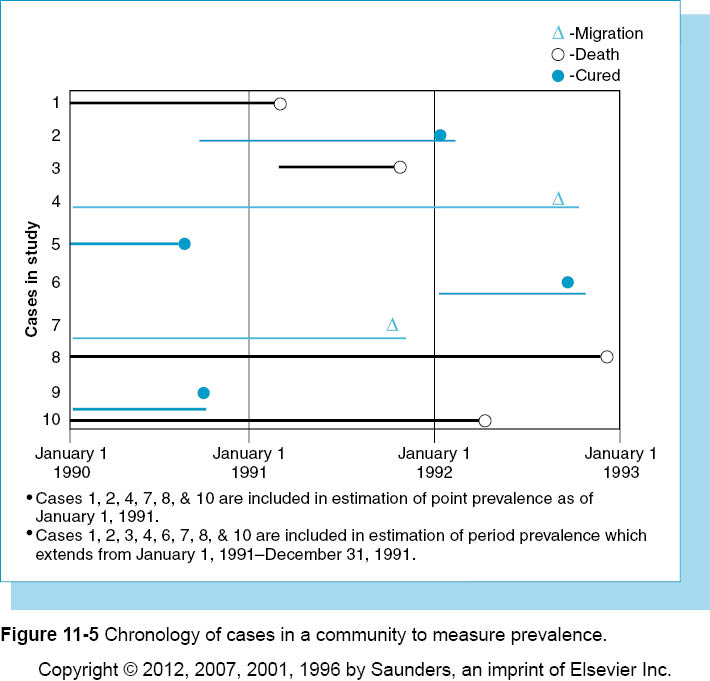 Δ -Migration
○ -Death
● -Cured
Cases in study
1
2
3
4
5
6
7
8
9
10
Δ
Δ
January 1
1990
January 1
1991
January 1
1992
January 1
1993
• Cases 1, 2, 4, 7, 8, & 10 are included in estimation of point prevalence as of
January 1, 1991.
• Cases 1, 2, 3, 4, 6, 7, 8, & 10 are included in estimation of period prevalence which
extends from January 1, 1991–December 31, 1991.
Figure 11-5 Chronology of cases in a community to measure prevalence.
Copyright © 2012, 2007, 2001, 1996 by Saunders, an imprint of Elsevier Inc.